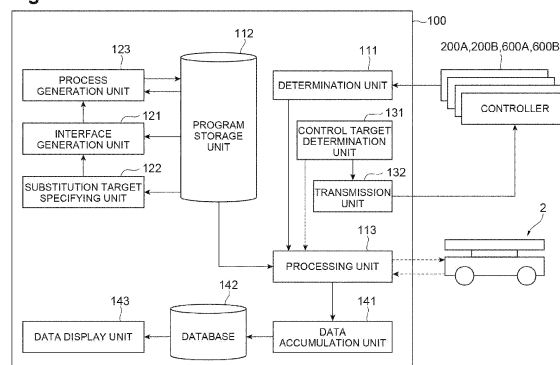 112
100
123
111
200A,200B,600A,600B
PROCESS
GENERATION UNIT
DETERMINATION UNIT
CONTROLLER
121
131
INTERFACE
GENERATION UNIT
PROGRAM
STORAGE
UNIT
CONTROL TARGET
DETERMINATION
UNIT
122
132
SUBSTITUTION TARGET
SPECIFYING UNIT
TRANSMISSION
UNIT
113
2
PROCESSING UNIT
143
142
141
DATA DISPLAY UNIT
DATABASE
DATA
ACCUMULATION UNIT